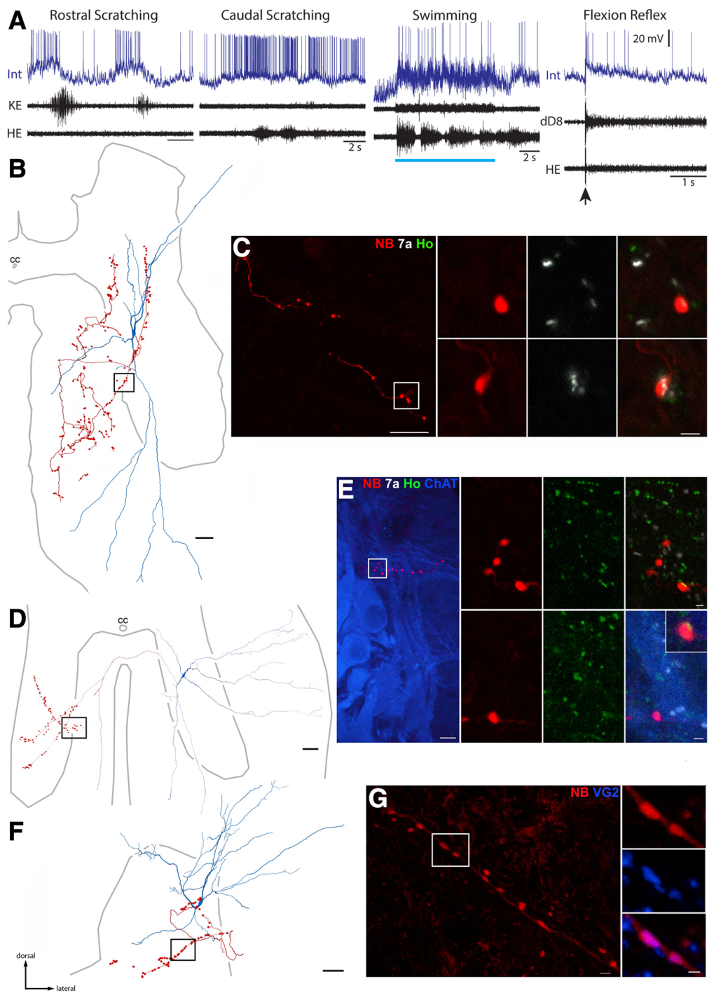 A
Rostral Scratching
Caudal Scratching
Swimming
Flexion Reflex
20 mV
Int
Int
KE
dD8
HE
HE
2 s
2 s
1 s
B
cc
C
NB 7a Ho
E
NB 7a Ho ChAT
D
cc
G
NB VG2
F
dorsal
lateral